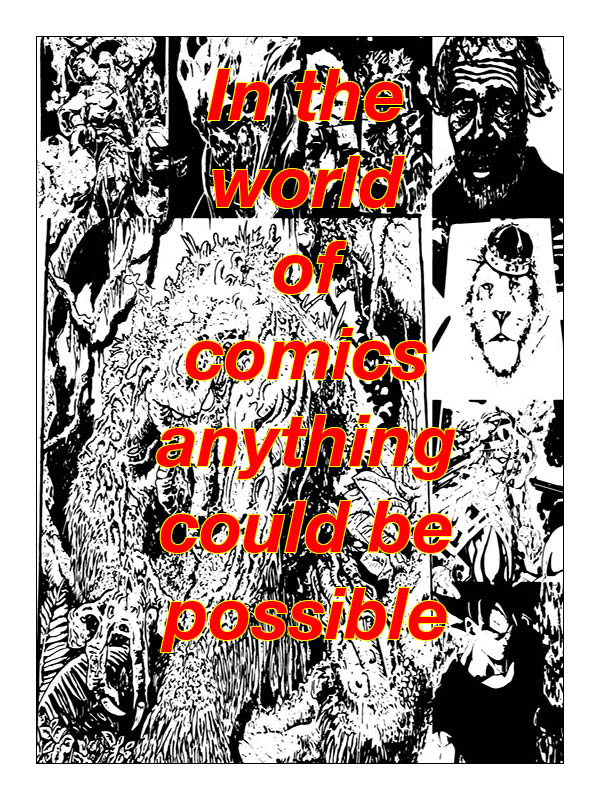 In the
world
of
comics
anything
could be
possible